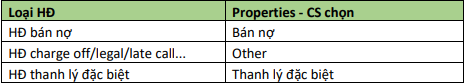 Loại HĐ Properties - CS chọn
HĐ bán nợ Bán nợ
HĐ charge off/legal/late call... Other
HĐ thanh lý đặc biệt Thanh lý đặc biệt